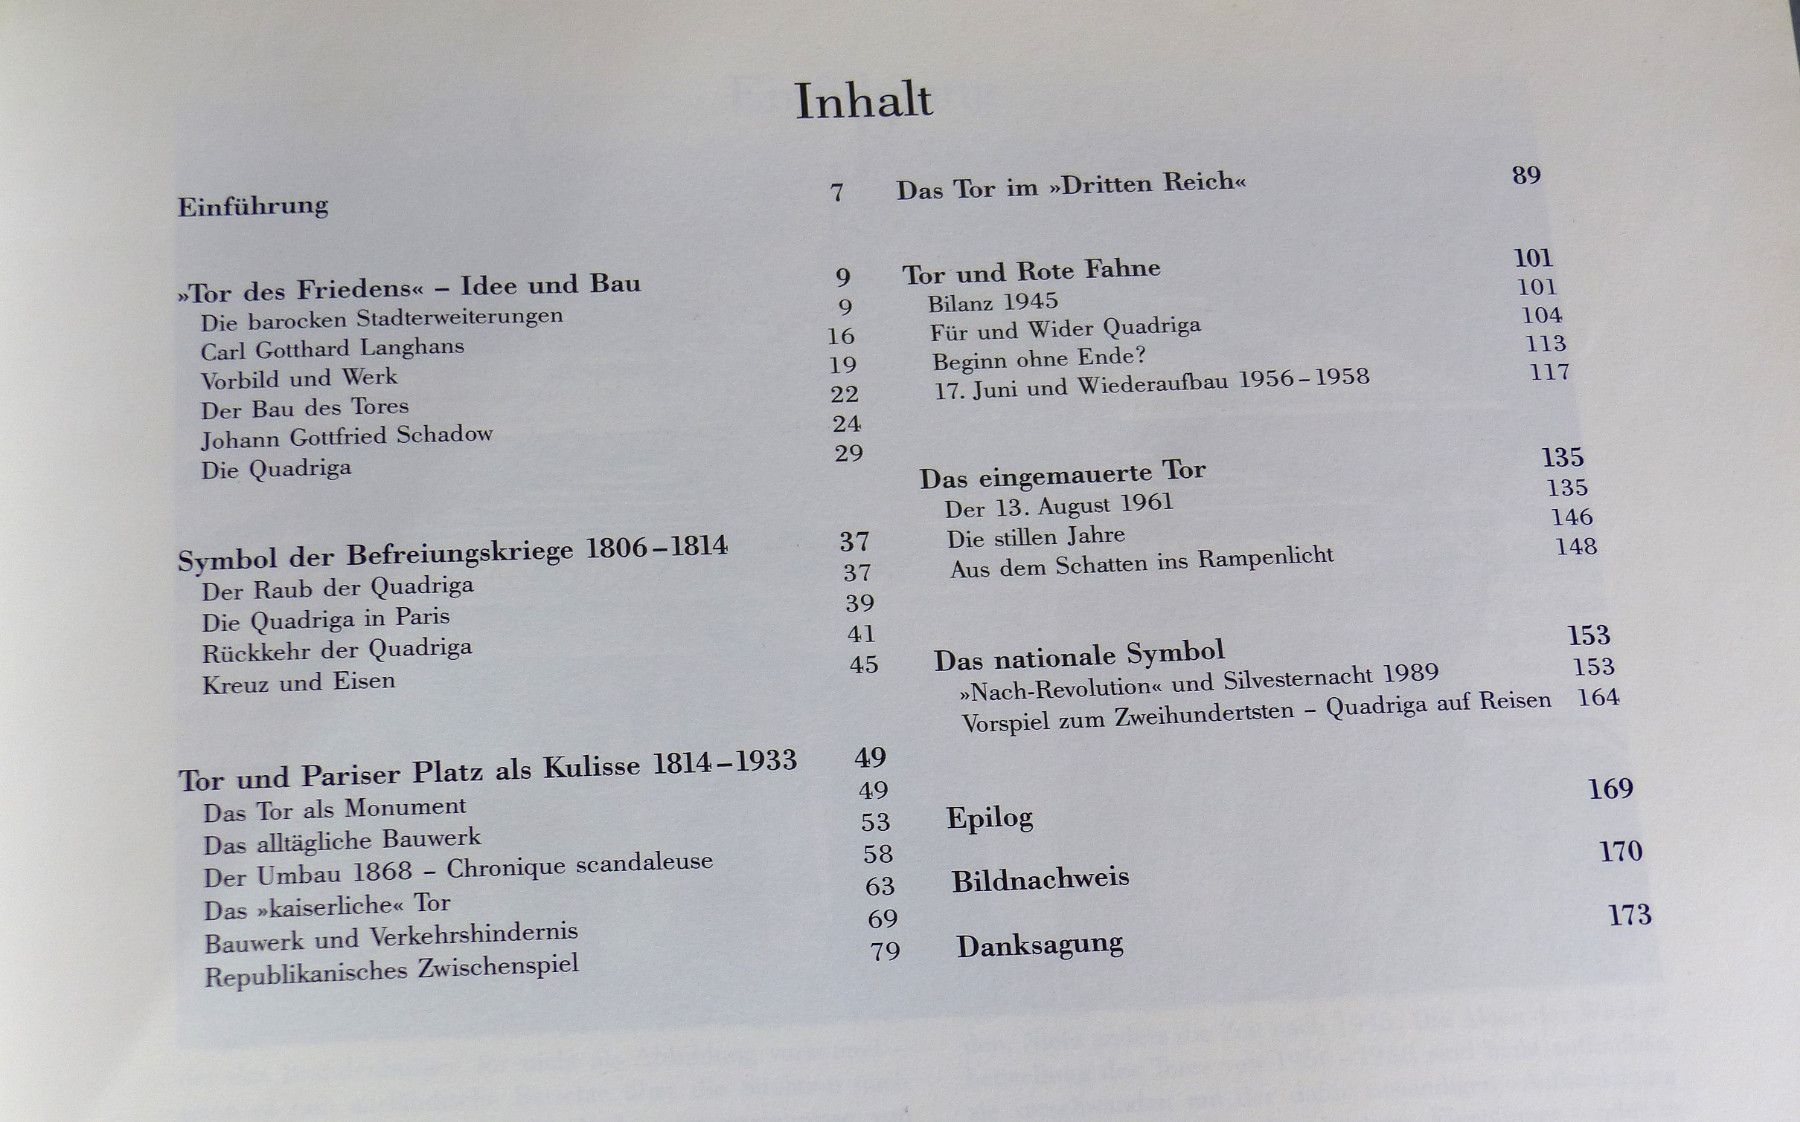 Inhalt
Einführung 7
»Tor des Friedens« – Idee und Bau 9
Die barocken Stadterweiterungen 9
Carl Gotthard Langhans 16
Vorbild und Werk 19
Der Bau des Tores 22
Johann Gottfried Schadow 24
Die Quadriga 29
Symbol der Befreiungskriege 1806–1814 37
Der Raub der Quadriga 37
Die Quadriga in Paris 39
Rückkehr der Quadriga 41
Kreuz und Eisen 45
Tor und Pariser Platz als Kulisse 1814–1933 49
Das Tor als Monument 49
Das alltägliche Bauwerk 53
Der Umbau 1868 – Chronique scandaleuse 58
Das »kaiserliche« Tor 63
Bauwerk und Verkehrshindernis 69
Republikanisches Zwischenspiel 79
Das Tor im »Dritten Reich« 89
Tor und Rote Fahne 101
Bilanz 1945 101
Für und Wider Quadriga 104
Beginn ohne Ende? 113
17. Juni und Wiederaufbau 1956–1958 117
Das eingemauerte Tor 135
Der 13. August 1961 135
Die stillen Jahre 146
Aus dem Schatten ins Rampenlicht 148
Das nationale Symbol 153
»Nach-Revolution« und Silvesternacht 1989 153
Vorspiel zum Zweihundertsten – Quadriga auf Reisen 164
Epilog 169
Bildnachweis 170
Danksagung 173